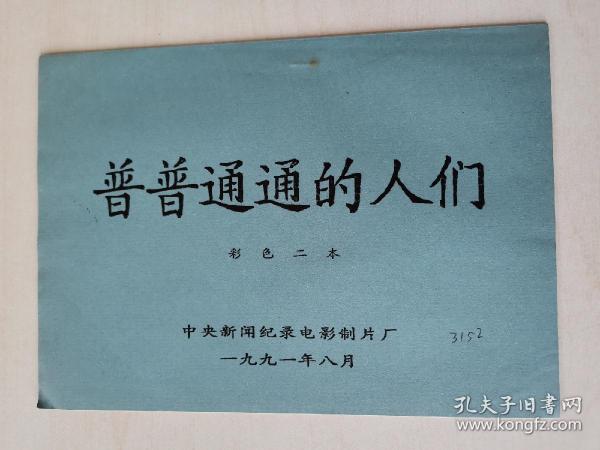 普普通通的人们
彩色二本
中央新闻纪录电影制片厂
3152
一九九一年八月
孔夫子旧书网
www.kongfz.com